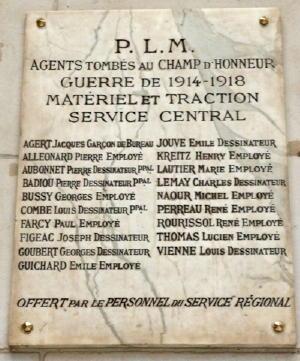 P. L. M.
AGENTS TOMBÉS AU CHAMP D'HONNEUR
GUERRE DE 1914-1918
MATÉRIEL ET TRACTION
SERVICE CENTRAL
AGERT JACQUES GARÇON DE BUREAU
ALLEONARD PIERRE EMPLOYÉ
AUBONNET PIERRE DESSINATEUR PPAL
BADIOU PIERRE DESSINATEUR PPAL
BUSSY GEORGES EMPLOYÉ
COMBE LOUIS DESSINATEUR PPAL
FARCY PAUL EMPLOYÉ
FIGEAC JOSEPH DESSINATEUR
GOUBERT GEORGES DESSINATEUR
GUICHARD EMILE EMPLOYÉ
JOUVE EMILE DESSINATEUR
KREITZ HENRY EMPLOYÉ
LAUTIER MARIE EMPLOYÉ
LEMAY CHARLES DESSINATEUR
NAOUR MICHEL EMPLOYÉ
PERREAU RENÉ EMPLOYÉ
ROURISSOL RENÉ EMPLOYÉ
THOMAS LUCIEN EMPLOYÉ
VIENNE LOUIS DESSINATEUR
OFFERT PAR LE PERSONNEL DU SERVICE RÉGIONAL